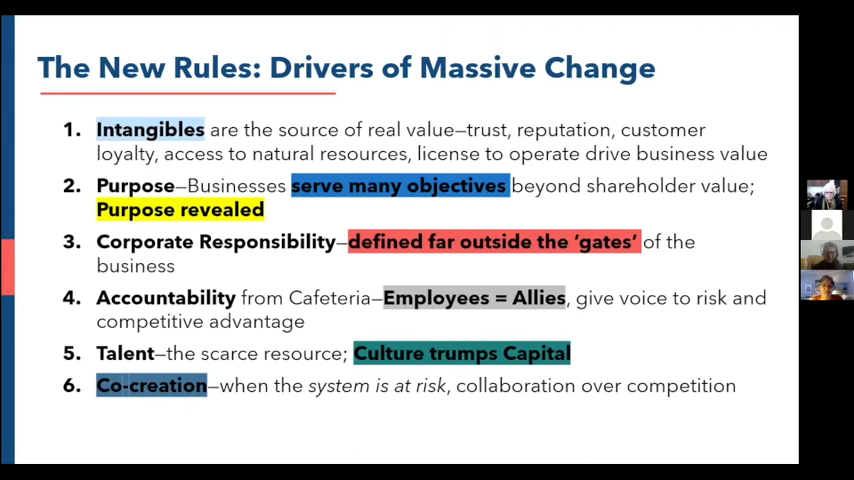 The New Rules: Drivers of Massive Change
1. Intangibles are the source of real value—trust, reputation, customer
loyalty, access to natural resources, license to operate drive business value
2. Purpose—Businesses serve many objectives beyond shareholder value;
Purpose revealed
3. Corporate Responsibility—defined far outside the ‘gates’ of the
business
4. Accountability from Cafeteria—Employees = Allies, give voice to risk and
competitive advantage
5. Talent—the scarce resource; Culture trumps Capital
6. Co-creation—when the system is at risk, collaboration over competition